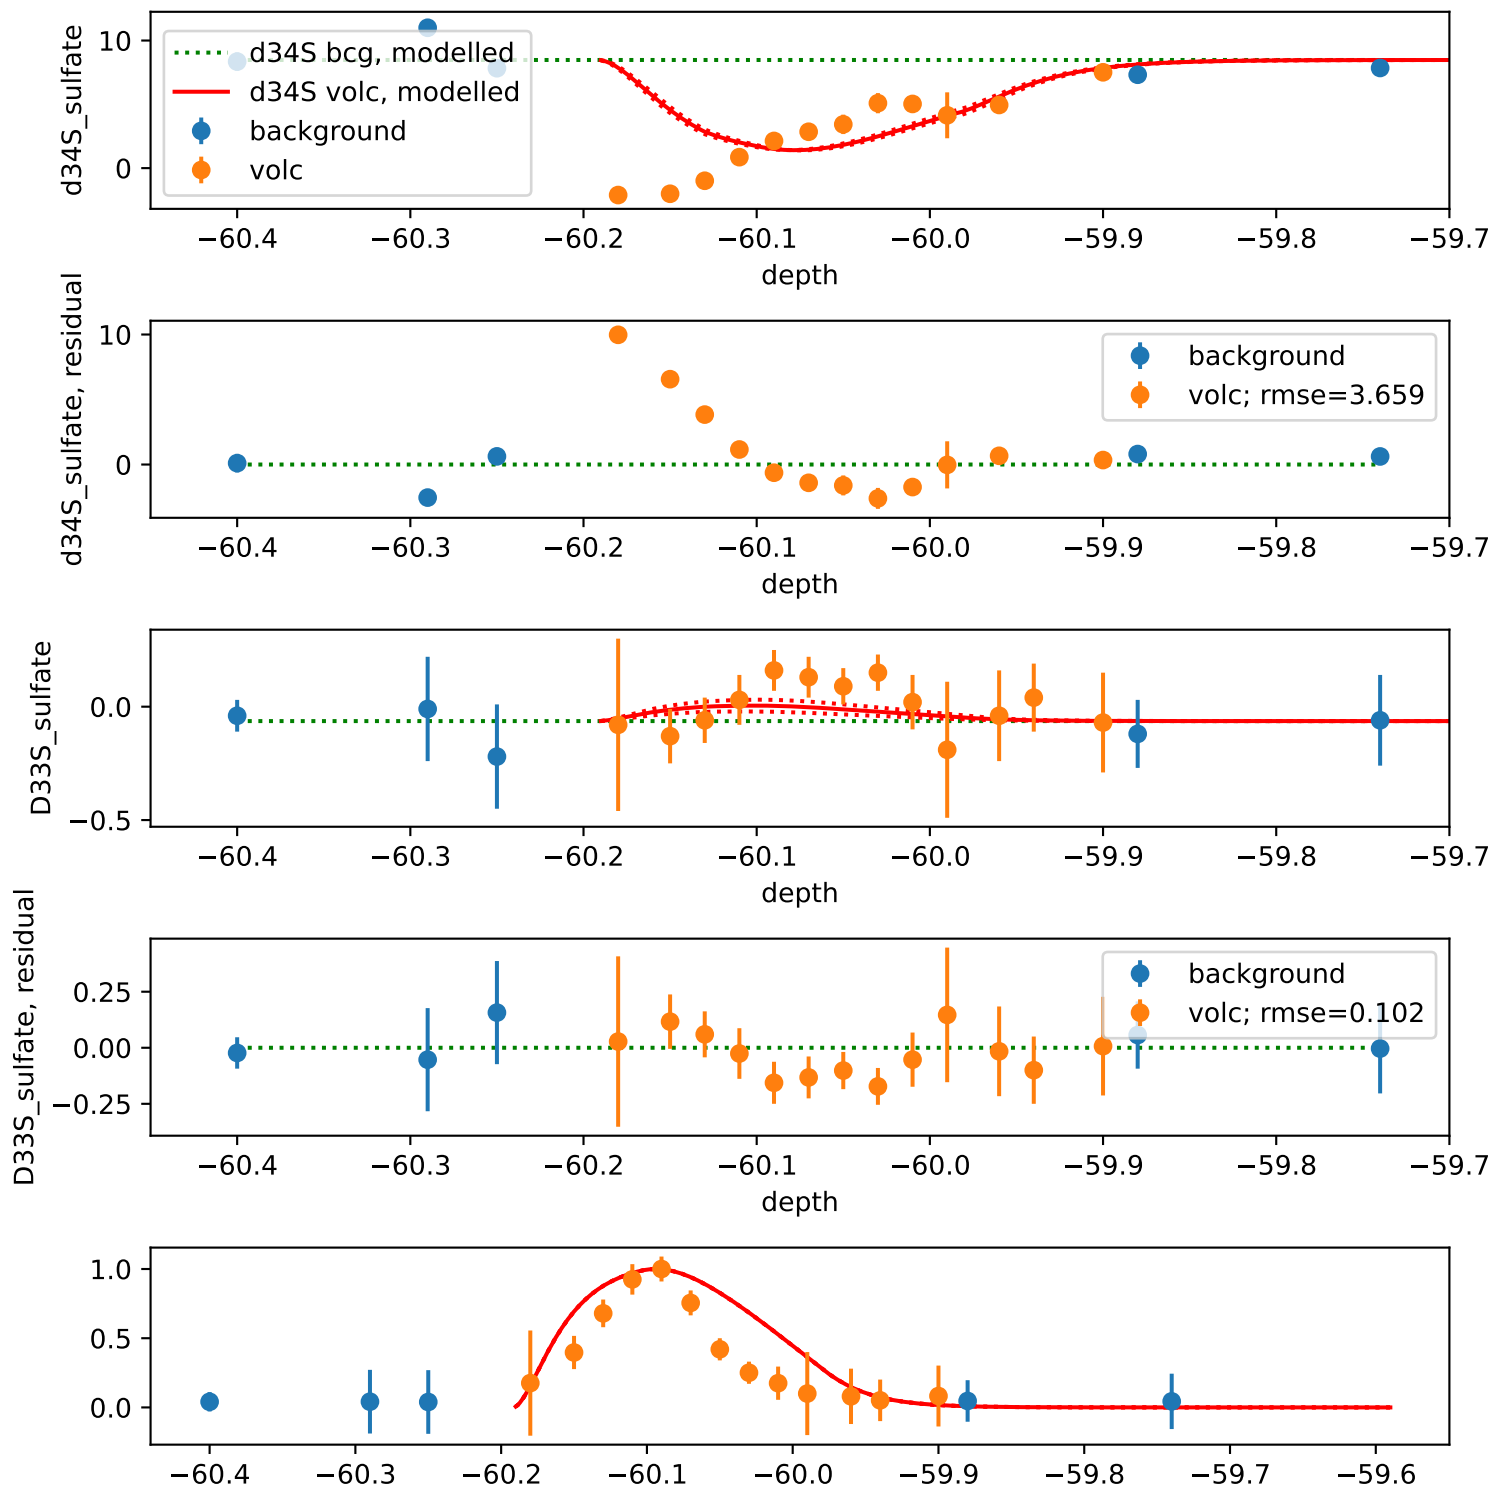 d34S_sulfate
10
0
d34S bcg, modelled
d34S volc, modelled
background
volc
−60.4 −60.3 −60.2 −60.1 −60.0 −59.9 −59.8 −59.7
depth
d34S_sulfate, residual
10
0
background
volc; rmse=3.659
−60.4 −60.3 −60.2 −60.1 −60.0 −59.9 −59.8 −59.7
depth
D33S_sulfate
0.0
−0.5
−60.4 −60.3 −60.2 −60.1 −60.0 −59.9 −59.8 −59.7
depth
D33S_sulfate, residual
0.25
0.00
−0.25
background
volc; rmse=0.102
−60.4 −60.3 −60.2 −60.1 −60.0 −59.9 −59.8 −59.7
depth
1.0
0.5
0.0
−60.4 −60.3 −60.2 −60.1 −60.0 −59.9 −59.8 −59.7 −59.6